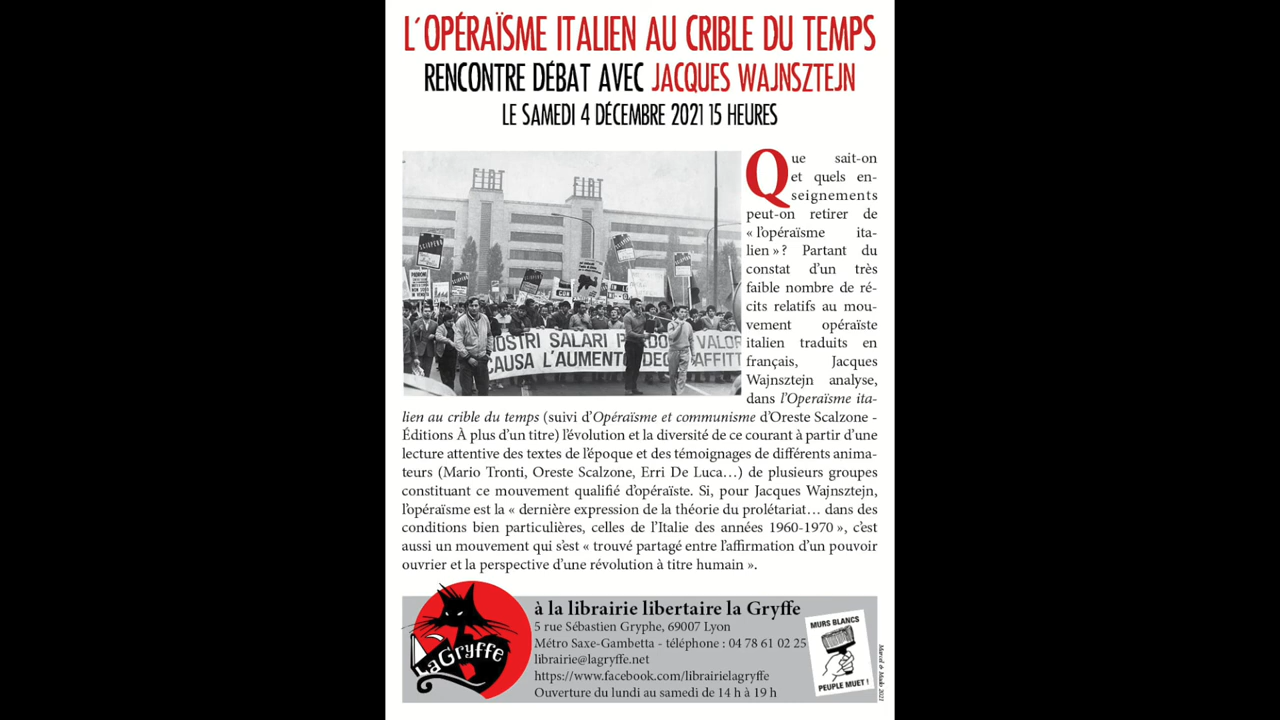 L'OPÉRAÏSME ITALIEN AU CRIBLE DU TEMPS
RENCONTRE DÉBAT AVEC JACQUES WAJNSZTEJN
LE SAMEDI 4 DÉCEMBRE 2021 15 HEURES
FIAT FIAT
SCIOPERO
NOSTRI SALARI VALOR
CAUSA L'AUMENTO DEG AFFITT
Que sait-on
et quels en-
seignements
peut-on retirer de
« l'opéraïsme ita-
lien » ? Partant du
constat d'un très
faible nombre de ré-
cits relatifs au mou-
vement opéraïste
italien traduits en
français, Jacques
Wajnsztejn analyse,
dans l'Operaïsme ita-
lien au crible du temps (suivi d'Opéraïsme et communisme d'Oreste Scalzone -
Éditions À plus d'un titre) l'évolution et la diversité de ce courant à partir d'une
lecture attentive des textes de l'époque et des témoignages de différents anima-
teurs (Mario Tronti, Oreste Scalzone, Erri De Luca…) de plusieurs groupes
constituant ce mouvement qualifié d'opéraïste. Si, pour Jacques Wajnsztejn,
l'opéraïsme est la « dernière expression de la théorie du prolétariat… dans des
conditions bien particulières, celles de l'Italie des années 1960-1970 », c'est
aussi un mouvement qui s'est « trouvé partagé entre l'affirmation d'un pouvoir
ouvrier et la perspective d'une révolution à titre humain ».
LaGryffe
à la librairie libertaire la Gryffe
5 rue Sébastien Gryphe, 69007 Lyon
Métro Saxe-Gambetta - téléphone : 04 78 61 02 25
librairie@lagryffe.net
https://www.facebook.com/librairielagryffe
Ouverture du lundi au samedi de 14 h à 19 h
MURS BLANCS
PEUPLE MUET !